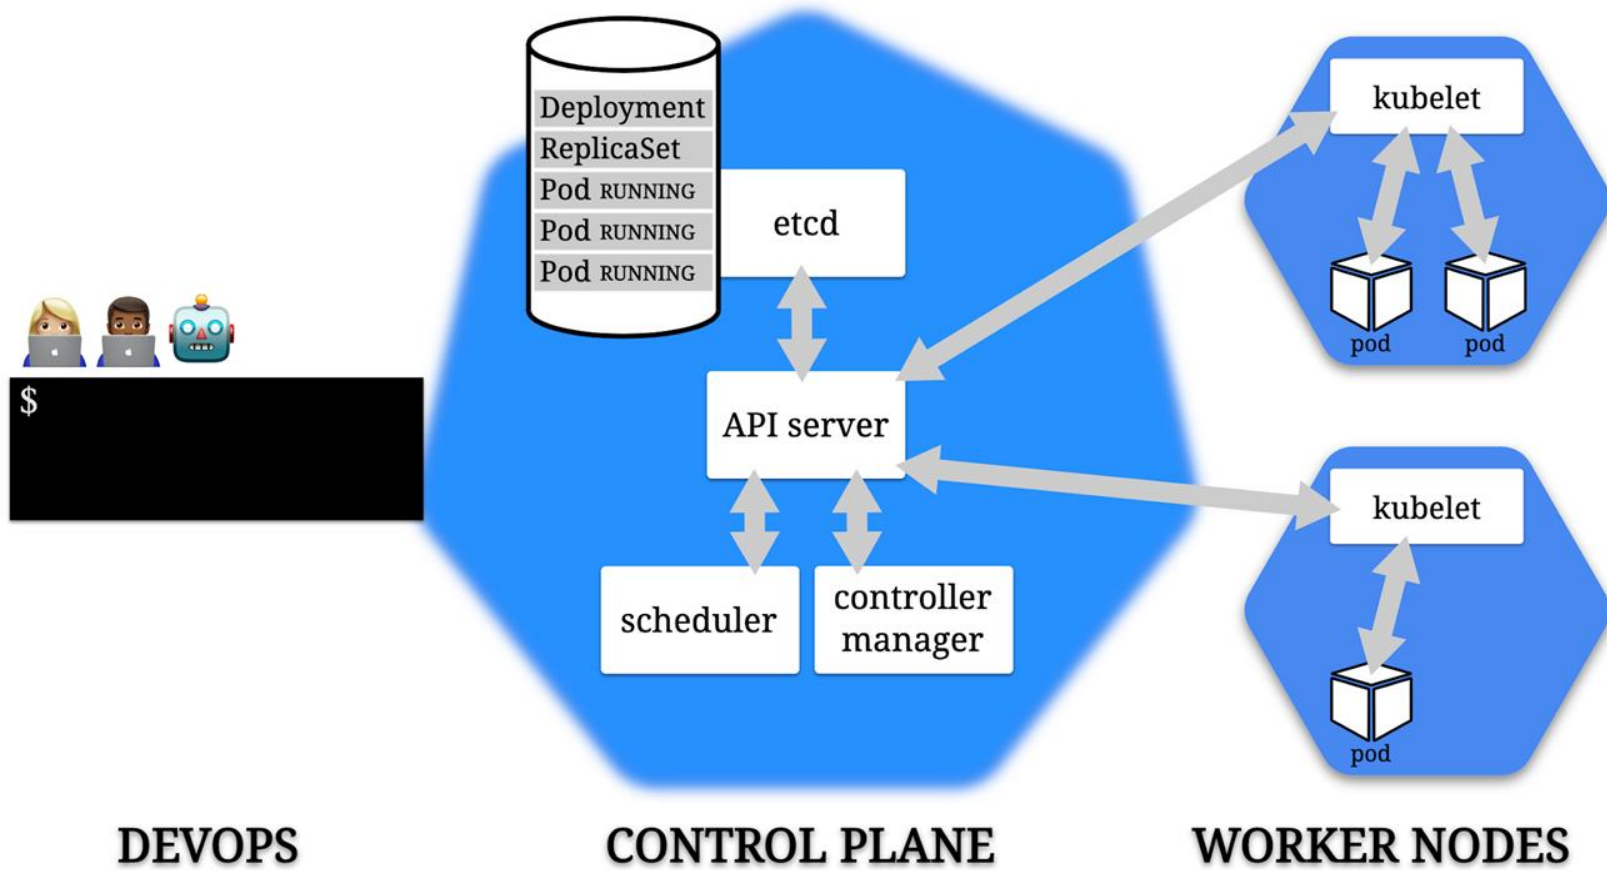 Deployment
ReplicaSet
Pod RUNNING
Pod RUNNING
Pod RUNNING
etcd
$
API server
scheduler
controller
manager
kubelet
pod pod
kubelet
pod
DEVOPS
CONTROL PLANE
WORKER NODES